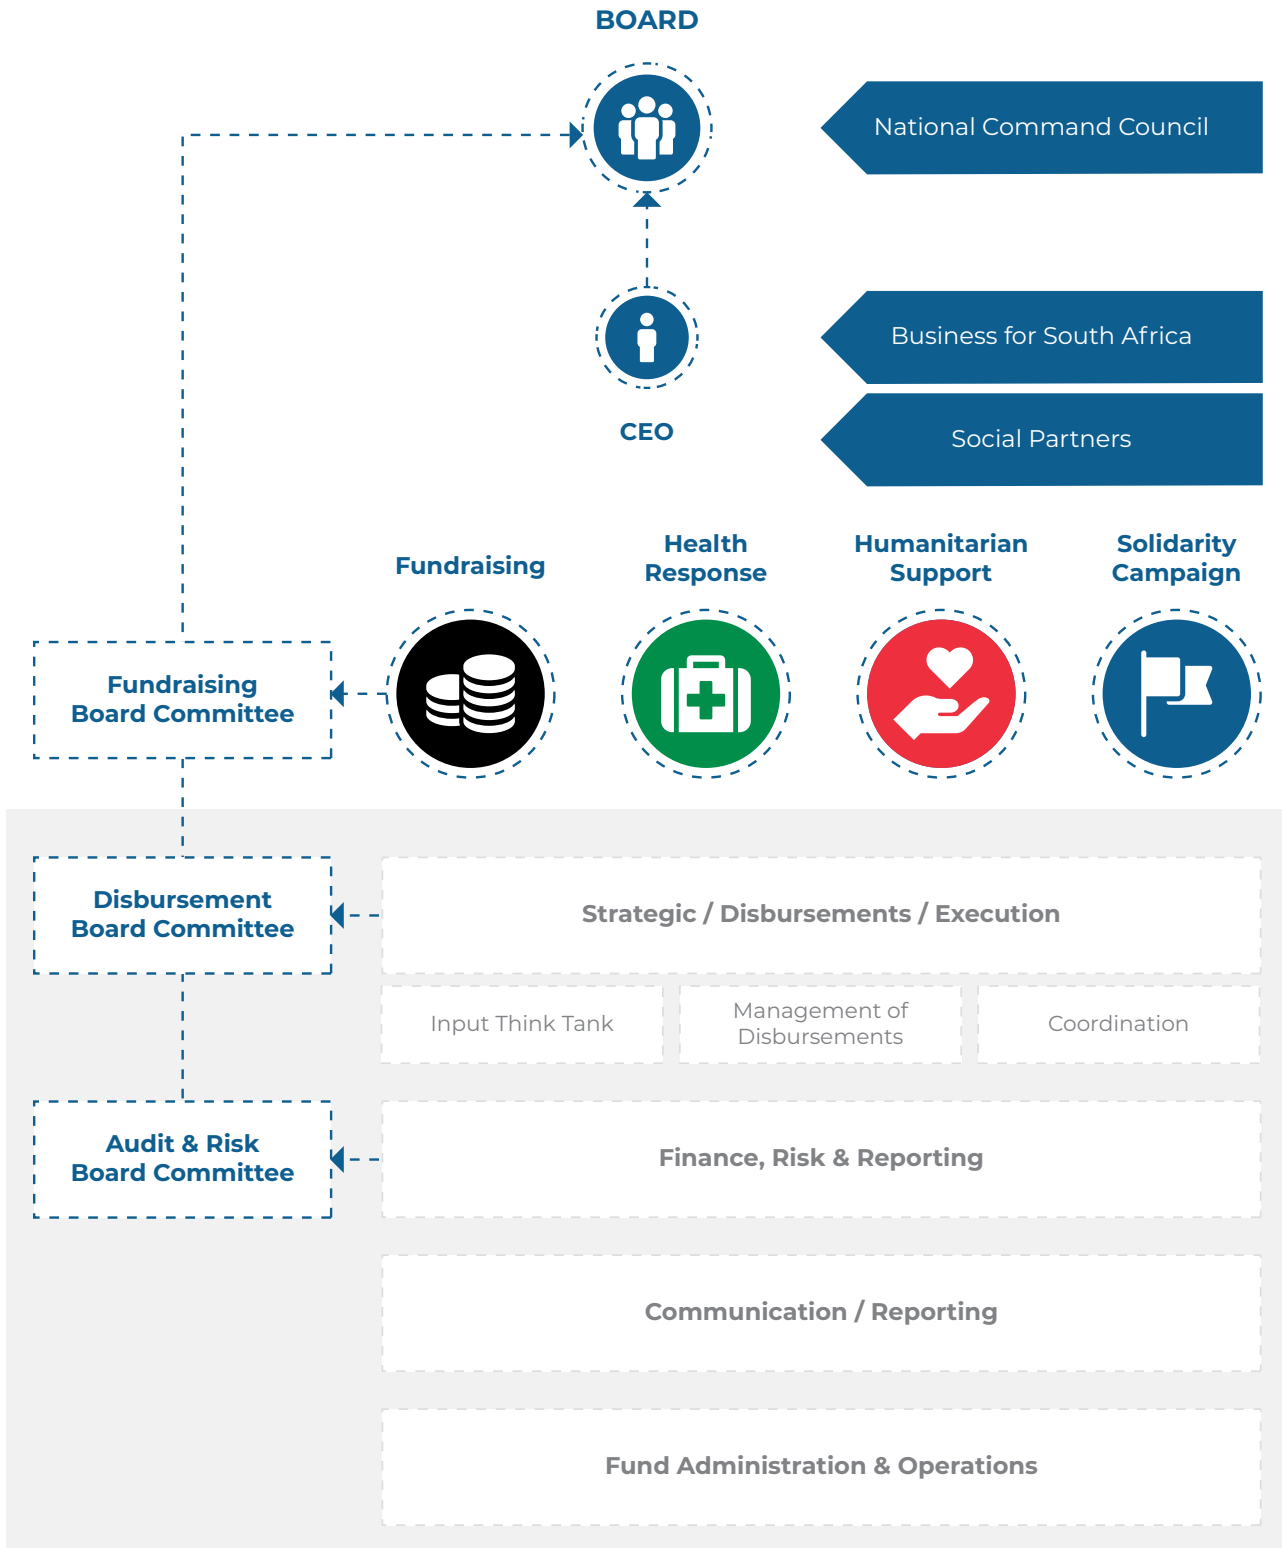 BOARD
National Command Council
Business for South Africa
CEO
Social Partners
Fundraising
Health
Response
Humanitarian
Support
Solidarity
Campaign
Fundraising
Board Committee
Disbursement
Board Committee
Strategic / Disbursements / Execution
Input Think Tank
Management of
Disbursements
Coordination
Audit & Risk
Board Committee
Finance, Risk & Reporting
Communication / Reporting
Fund Administration & Operations